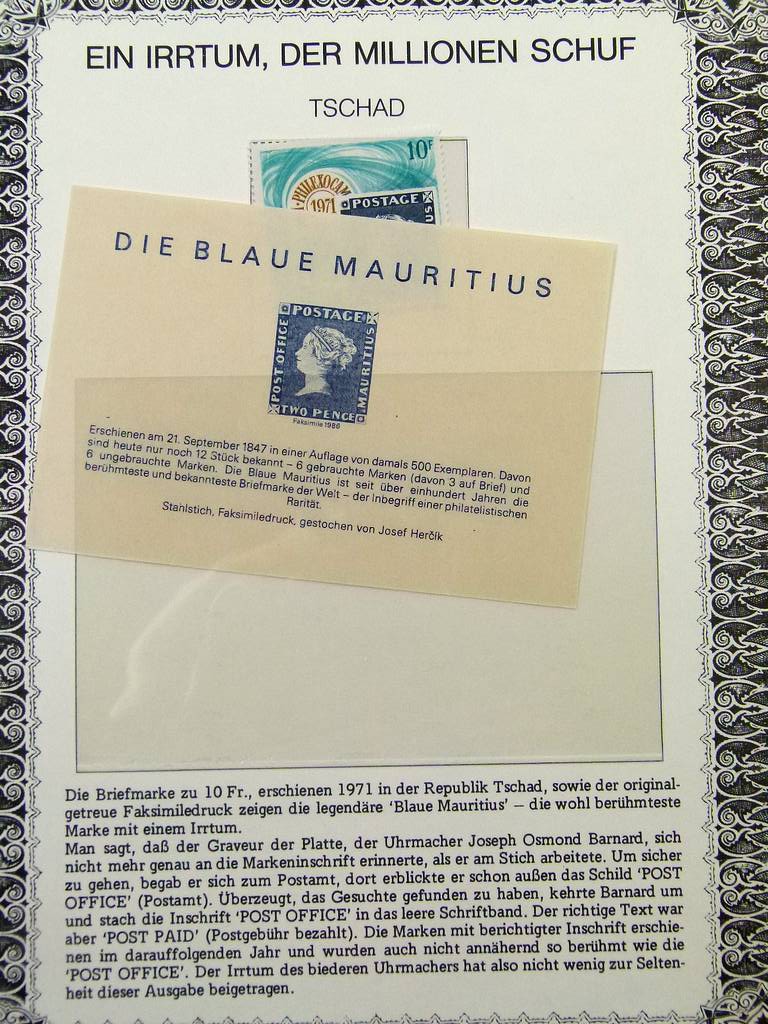 EIN IRRTUM, DER MILLIONEN SCHUF
TSCHAD
10F
PHILEXOCAM
1971
POSTAGE
DIE BLAUE MAURITIUS
POSTAGE
POST OFFICE
MAURITIUS
TWO PENCE
Faksimile 1986
Erschienen am 21. September 1847 in einer Auflage von damals 500 Exemplaren. Davon
sind heute nur noch 12 Stück bekannt – 6 gebrauchte Marken (davon 3 auf Brief) und
6 ungebrauchte Marken. Die Blaue Mauritius ist seit über einhundert Jahren die
berühmteste und bekannteste Briefmarke der Welt – der Inbegriff einer philatelistischen
Rarität.
Stahlstich, Faksimiledruck, gestochen von Josef Herčík
Die Briefmarke zu 10 Fr., erschienen 1971 in der Republik Tschad, sowie der original-
getreue Faksimiledruck zeigen die legendäre 'Blaue Mauritius' – die wohl berühmteste
Marke mit einem Irrtum.
Man sagt, daß der Graveur der Platte, der Uhrmacher Joseph Osmond Barnard, sich
nicht mehr genau an die Markeninschrift erinnerte, als er am Stich arbeitete. Um sicher
zu gehen, begab er sich zum Postamt, dort erblickte er schon außen das Schild 'POST
OFFICE' (Postamt). Überzeugt, das Gesuchte gefunden zu haben, kehrte Barnard um
und stach die Inschrift 'POST OFFICE' in das leere Schriftband. Der richtige Text war
aber 'POST PAID' (Postgebühr bezahlt). Die Marken mit berichtigter Inschrift erschie-
nen im darauffolgenden Jahr und wurden auch nicht annähernd so berühmt wie die
'POST OFFICE'. Der Irrtum des biederen Uhrmachers hat also nicht wenig zur Selten-
heit dieser Ausgabe beigetragen.